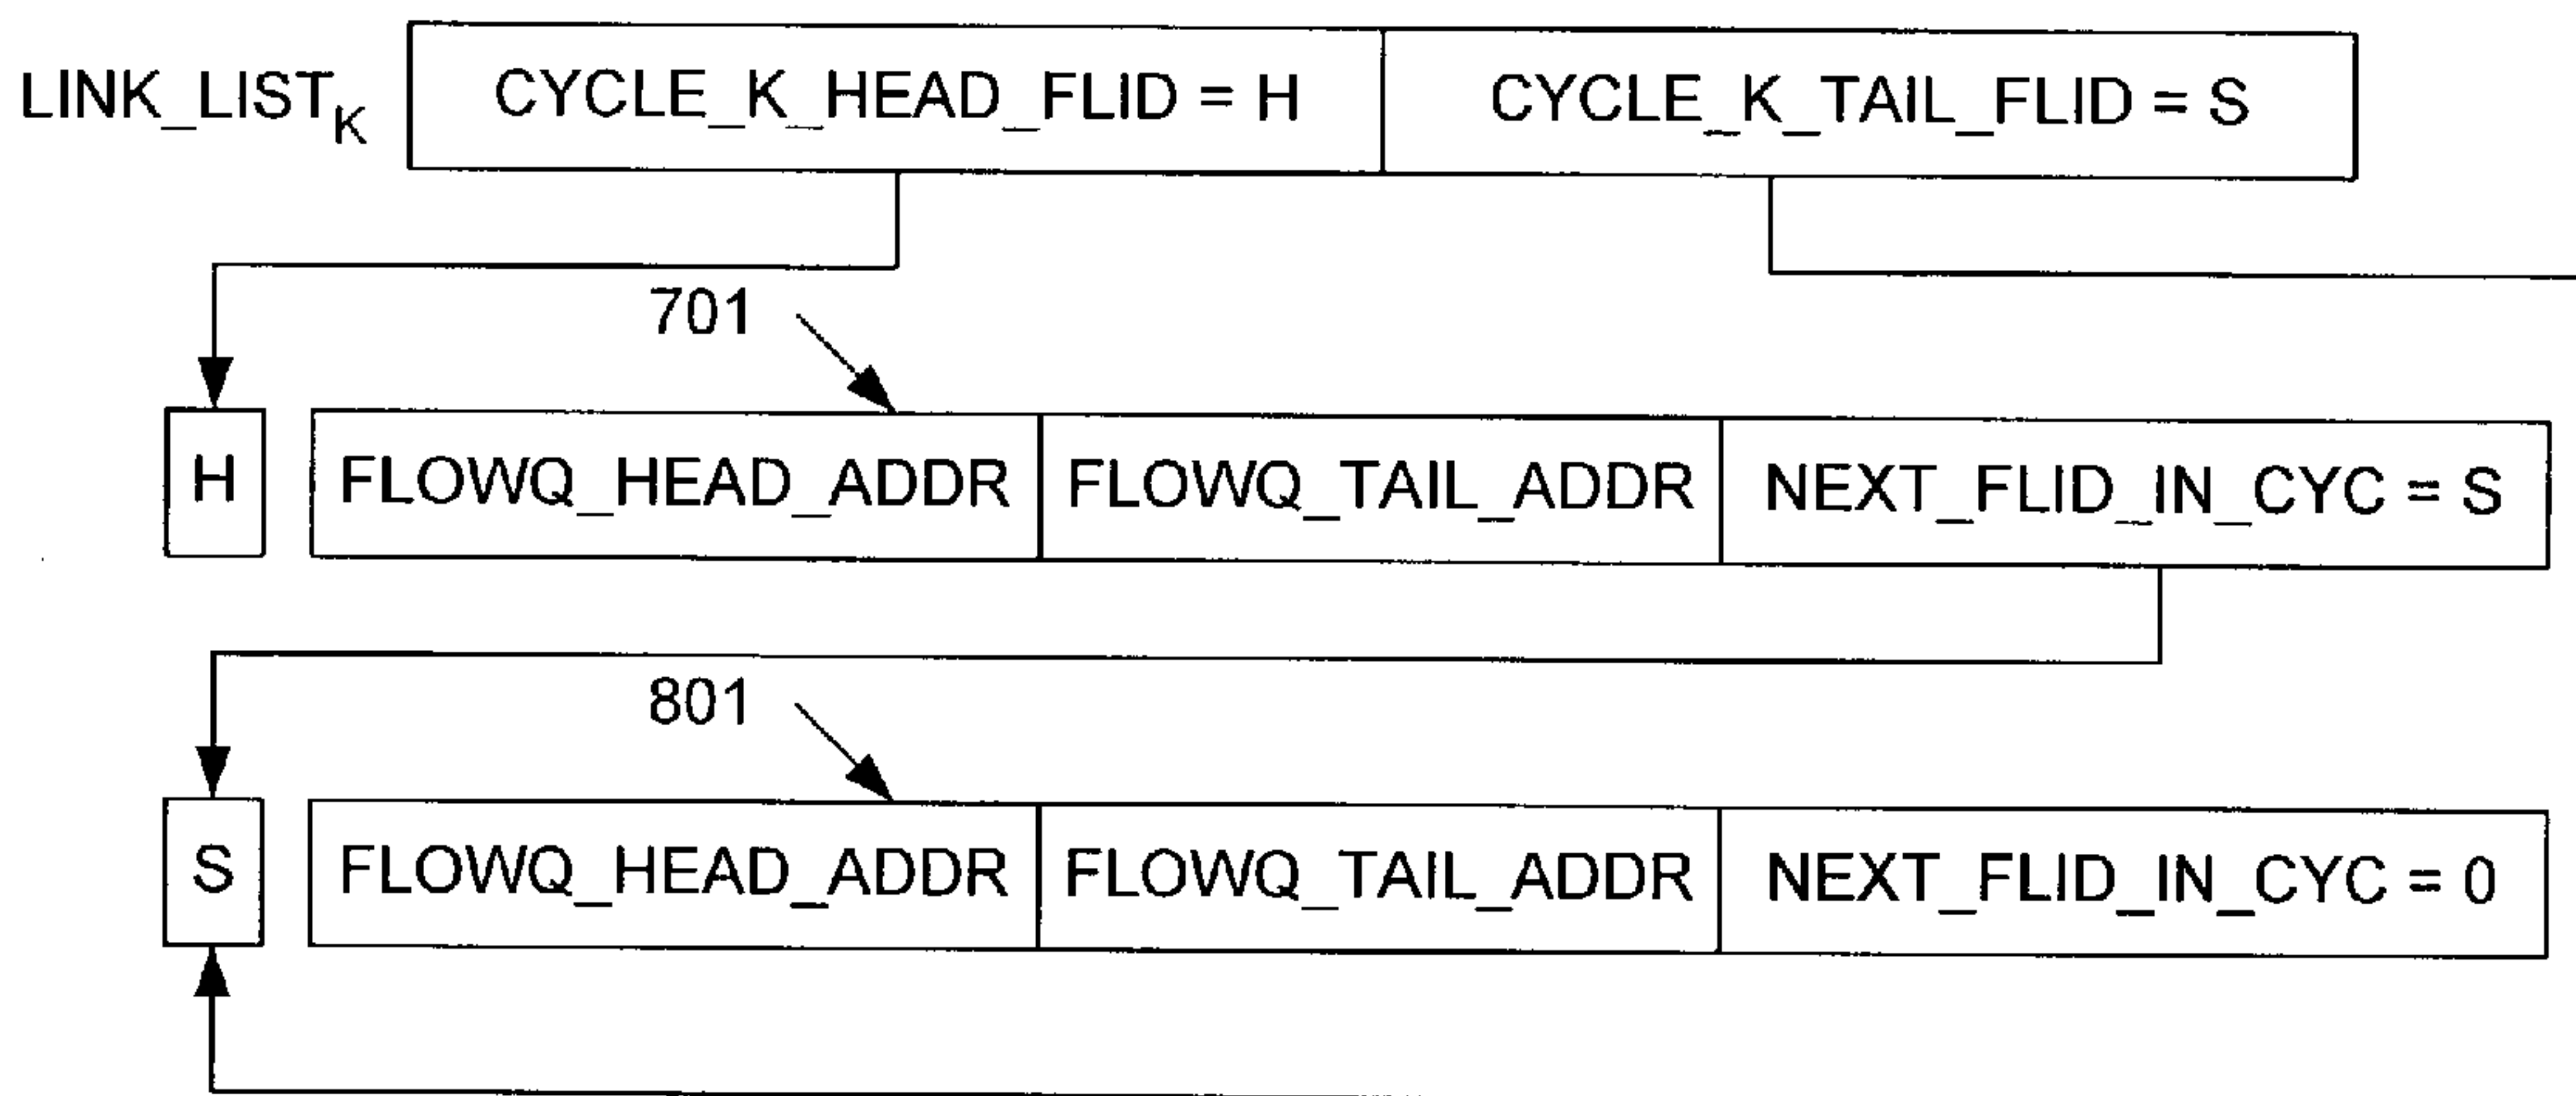 LINK_LISTK CYCLE_K_HEAD_FLID = H CYCLE_K_TAIL_FLID = S
701
H FLOWQ_HEAD_ADDR FLOWQ_TAIL_ADDR NEXT_FLID_IN_CYC = S
801
S FLOWQ_HEAD_ADDR FLOWQ_TAIL_ADDR NEXT_FLID_IN_CYC = 0